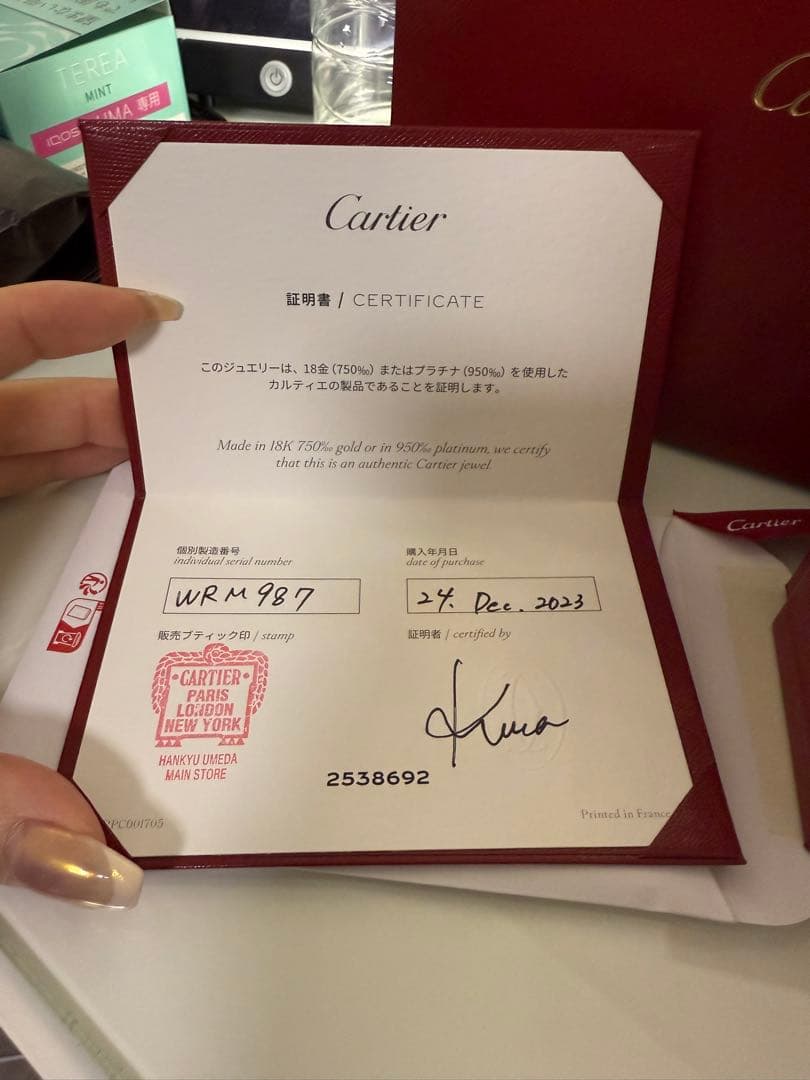 TEREA
MINT
専用
Cartier
証明書 / CERTIFICATE
このジュエリーは、18金（750‰）またはプラチナ（950‰）を使用した
カルティエの製品であることを証明します。
Made in 18K 750‰ gold or in 950‰ platinum, we certify
that this is an authentic Cartier jewel.
Cartier
個別製造番号
individual serial number
購入年月日
date of purchase
WRM987
24. Dec. 2023
販売ブティック印 / stamp
証明者 / certified by
CARTIER
PARIS
LONDON
NEW YORK
HANKYU UMEDA
MAIN STORE
2538692
Printed in France